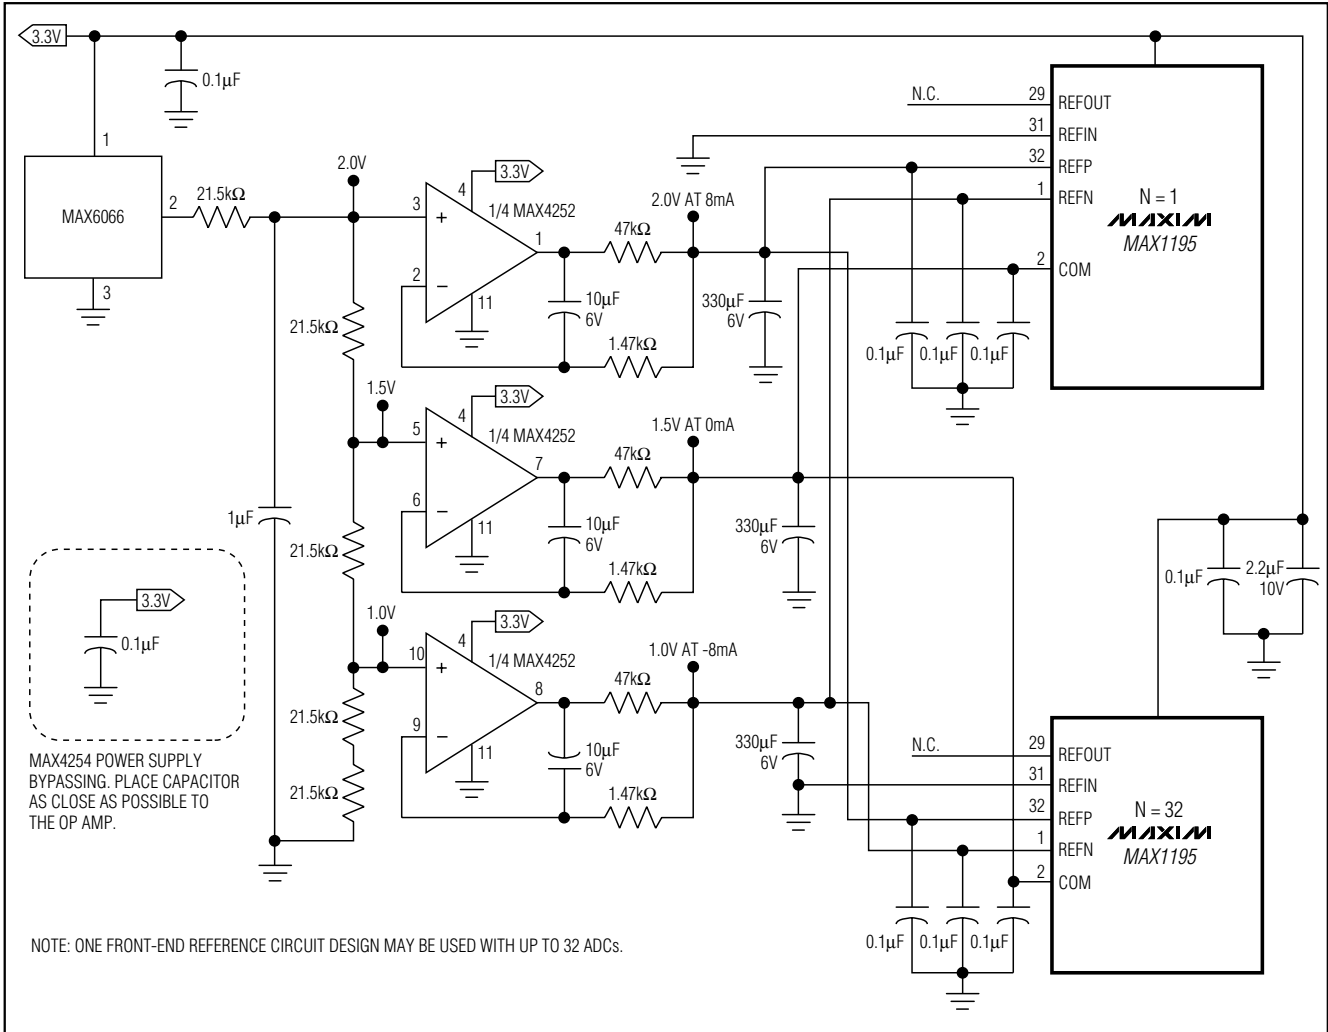 3.3V
0.1µF
1
MAX6066
2
3
21.5kΩ
2.0V
21.5kΩ
1µF
1.5V
21.5kΩ
1.0V
21.5kΩ
21.5kΩ
3
2
4
3.3V
1/4 MAX4252
1
11
10µF
6V
47kΩ
1.47kΩ
2.0V AT 8mA
330µF
6V
5
6
4
3.3V
1/4 MAX4252
7
11
10µF
6V
47kΩ
1.47kΩ
1.5V AT 0mA
330µF
6V
10
9
4
3.3V
1/4 MAX4252
8
11
10µF
6V
47kΩ
1.47kΩ
1.0V AT -8mA
330µF
6V
N.C.
29 REFOUT
31 REFIN
32 REFP
1 REFN
2 COM
N = 1
MAXIM
MAX1195
0.1µF 0.1µF 0.1µF
0.1µF
2.2µF
10V
N.C.
29 REFOUT
31 REFIN
32 REFP
1 REFN
2 COM
N = 32
MAXIM
MAX1195
0.1µF 0.1µF 0.1µF
3.3V
0.1µF
MAX4254 POWER SUPPLY
BYPASSING. PLACE CAPACITOR
AS CLOSE AS POSSIBLE TO
THE OP AMP.
NOTE: ONE FRONT-END REFERENCE CIRCUIT DESIGN MAY BE USED WITH UP TO 32 ADCs.